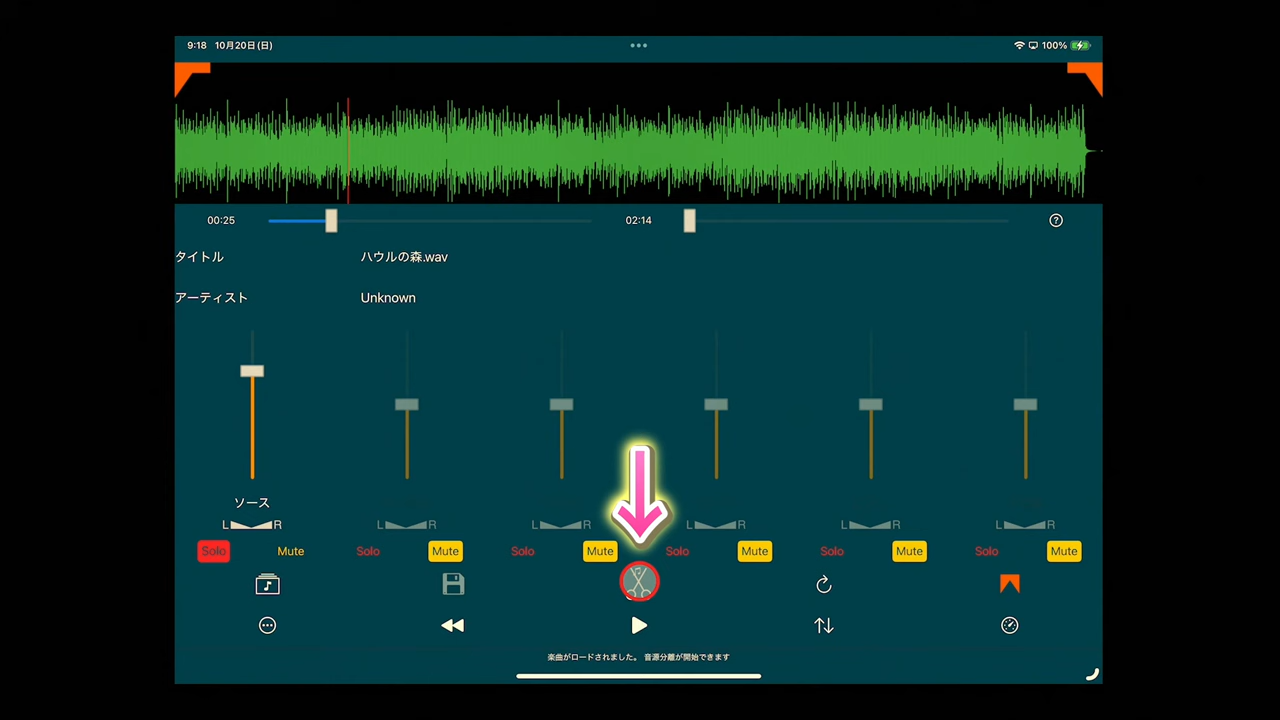 9:18 10月20日(日) 100%
00:25 02:14
タイトル ハウルの森.wav
アーティスト Unknown
ソース
L R L R L R L R L R L R
Solo Mute Solo Mute Solo Mute Solo Mute Solo Mute Solo Mute
楽曲がロードされました。 音源分離が開始できます